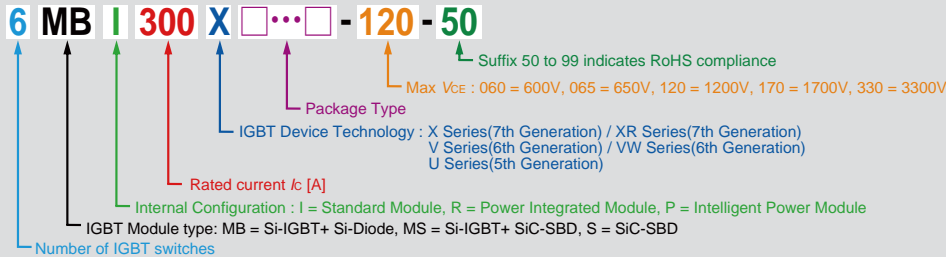 6 MB I 300 X □···□ - 120 - 50
Suffix 50 to 99 indicates RoHS compliance
Max VCE : 060 = 600V, 065 = 650V, 120 = 1200V, 170 = 1700V, 330 = 3300V
Package Type
IGBT Device Technology : X Series(7th Generation) / XR Series(7th Generation)
V Series(6th Generation) / VW Series(6th Generation)
U Series(5th Generation)
Rated current IC [A]
Internal Configuration : I = Standard Module, R = Power Integrated Module, P = Intelligent Power Module
IGBT Module type: MB = Si-IGBT+ Si-Diode, MS = Si-IGBT+ SiC-SBD, S = SiC-SBD
Number of IGBT switches